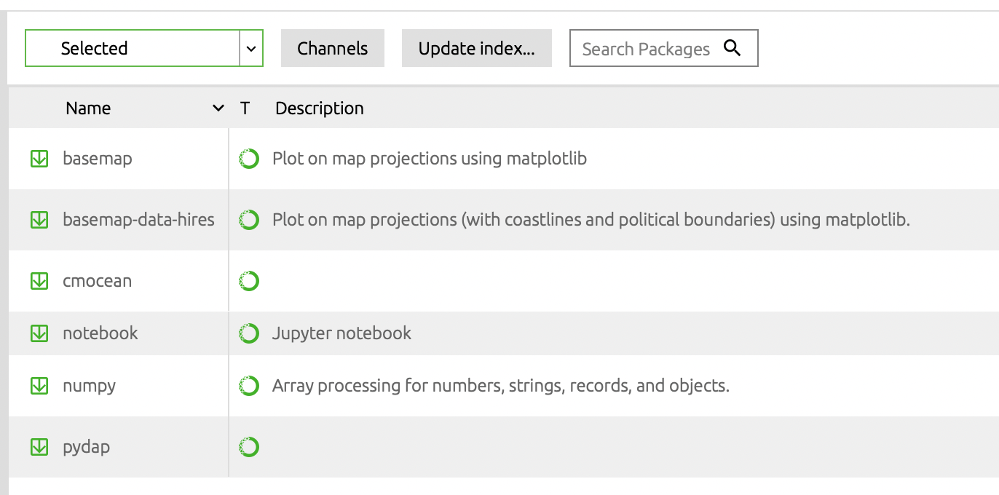 Selected Channels Update index... Search Packages
Name T Description
basemap Plot on map projections using matplotlib
basemap-data-hires Plot on map projections (with coastlines and political boundaries) using matplotlib.
cmocean
notebook Jupyter notebook
numpy Array processing for numbers, strings, records, and objects.
pydap